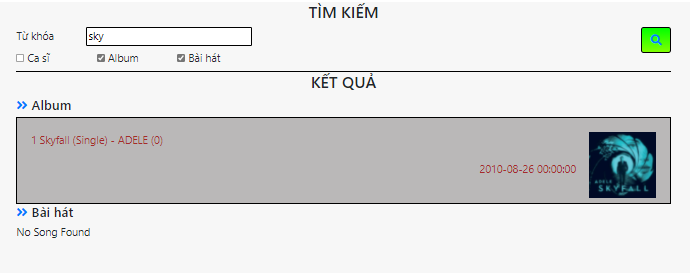 TÌM KIẾM
Từ khóa
sky
Ca sĩ
Album
Bài hát
KẾT QUẢ
Album
1 Skyfall (Single) - ADELE (0)
2010-08-26 00:00:00
ADELE
SKYFALL
Bài hát
No Song Found